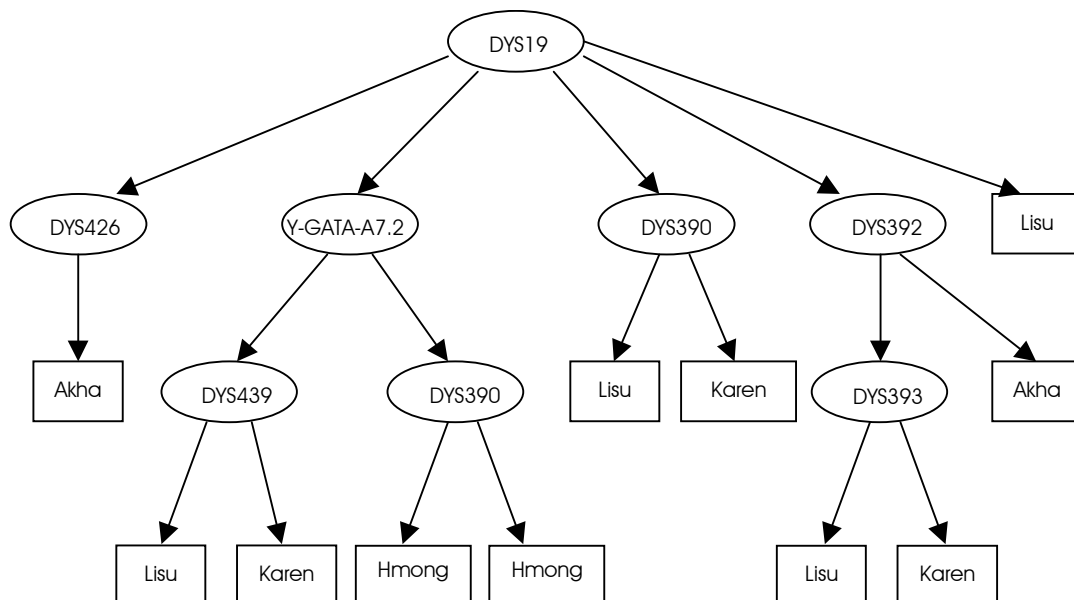 DYS19
DYS426
Y-GATA-A7.2
DYS390
DYS392
Lisu
Akha
DYS439
DYS390
Lisu
Karen
DYS393
Akha
Lisu
Karen
Hmong
Hmong
Lisu
Karen